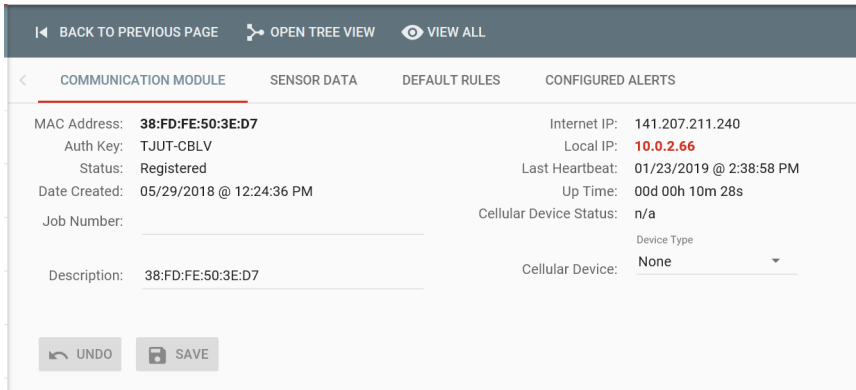 BACK TO PREVIOUS PAGE OPEN TREE VIEW VIEW ALL
COMMUNICATION MODULE SENSOR DATA DEFAULT RULES CONFIGURED ALERTS
MAC Address: 38:FD:FE:50:3E:D7
Auth Key: TJUT-CBLV
Status: Registered
Date Created: 05/29/2018 @ 12:24:36 PM
Job Number:
Description: 38:FD:FE:50:3E:D7
Internet IP: 141.207.211.240
Local IP: 10.0.2.66
Last Heartbeat: 01/23/2019 @ 2:38:58 PM
Up Time: 00d 00h 10m 28s
Cellular Device Status: n/a
Device Type
Cellular Device: None
UNDO SAVE